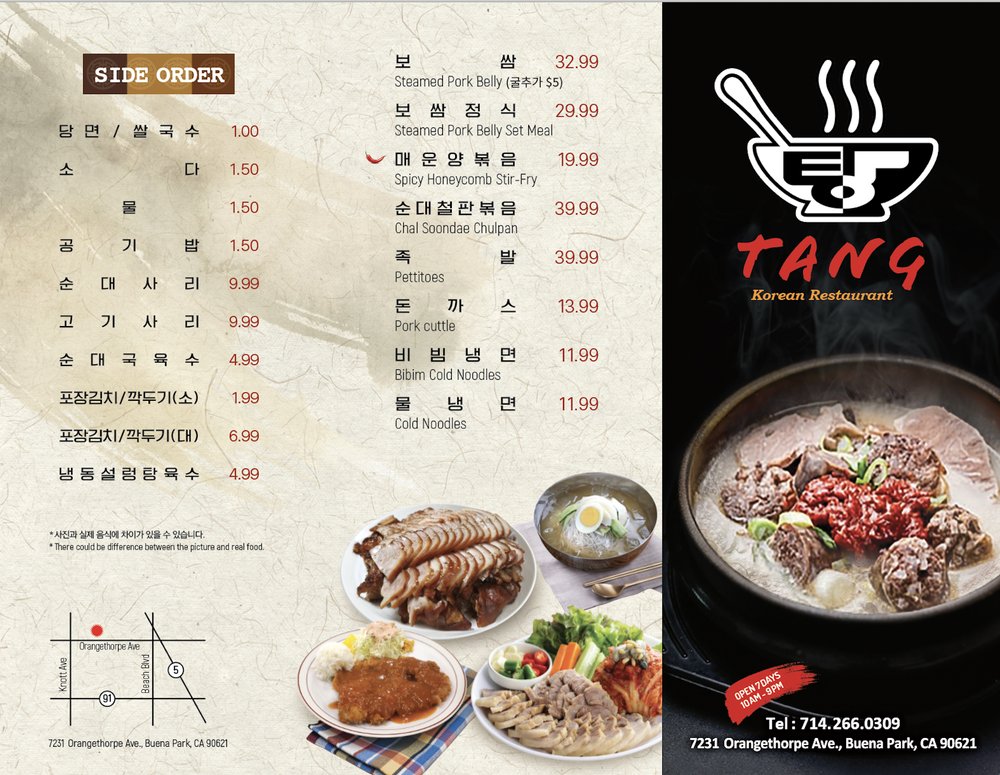 SIDE ORDER
당면/쌀국수 1.00
소다 1.50
물 1.50
공기밥 1.50
순대사리 9.99
고기사리 9.99
순대국육수 4.99
포장김치/깍두기(소) 1.99
포장김치/깍두기(대) 6.99
냉동설렁탕육수 4.99
*사진과 실제 음식에 차이가 있을 수 있습니다.
*There could be difference between the picture and real food.
Orangethorpe Ave
Knott Ave
Beach Blvd
5
91
7231 Orangethorpe Ave., Buena Park, CA 90621
보쌈 32.99
Steamed Pork Belly (굴추가 $5)
보쌈정식 29.99
Steamed Pork Belly Set Meal
매운양볶음 19.99
Spicy Honeycomb Stir-Fry
순대철판볶음 39.99
Chal Soondae Chulpan
족발 39.99
Pettitoes
돈까스 13.99
Pork cuttle
비빔냉면 11.99
Bibim Cold Noodles
물냉면 11.99
Cold Noodles
탕
TANG
Korean Restaurant
OPEN 7DAYS
10AM-9PM
Tel : 714.266.0309
7231 Orangethorpe Ave., Buena Park, CA 90621